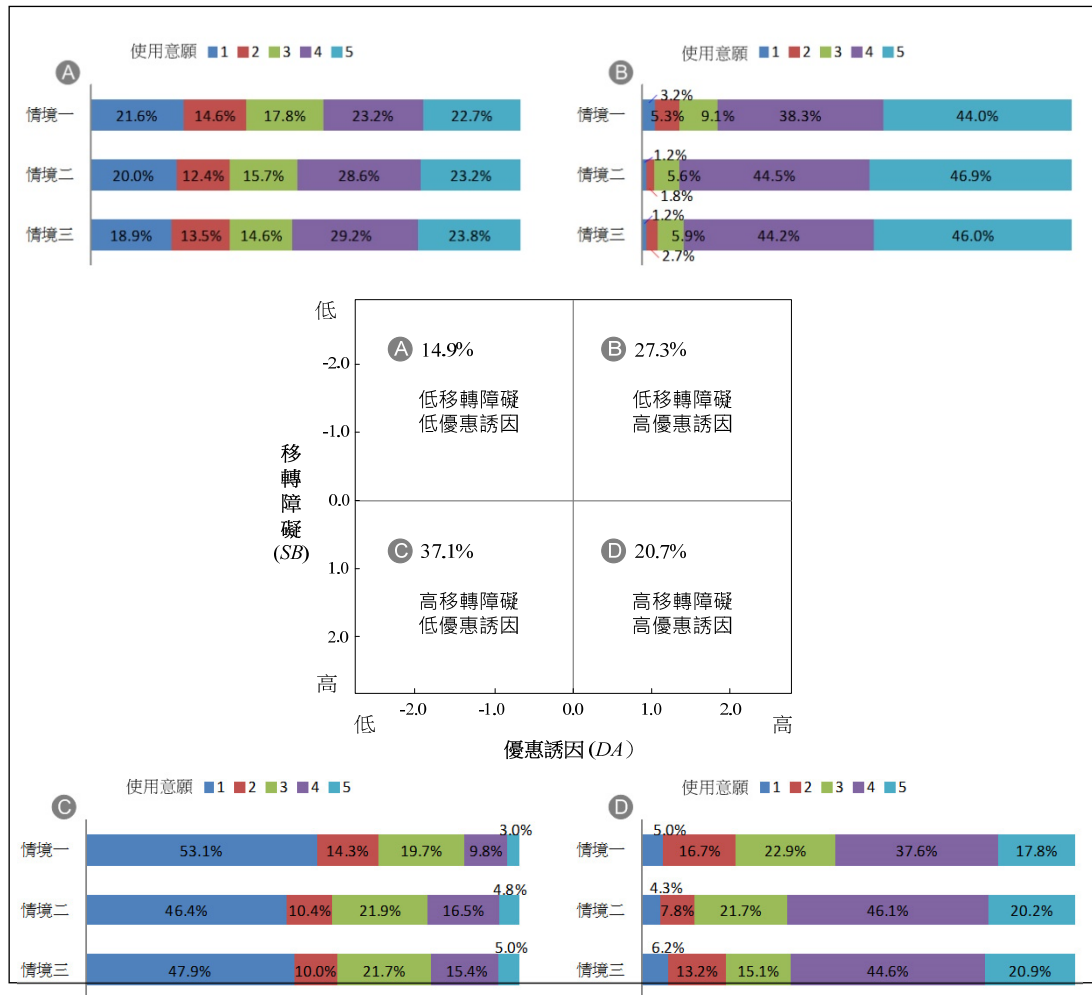 使用意願 1 2 3 4 5
A
情境一 21.6% 14.6% 17.8% 23.2% 22.7%
情境二 20.0% 12.4% 15.7% 28.6% 23.2%
情境三 18.9% 13.5% 14.6% 29.2% 23.8%
使用意願 1 2 3 4 5
B
情境一 3.2% 5.3% 9.1% 38.3% 44.0%
情境二 1.2% 1.8% 5.6% 44.5% 46.9%
情境三 1.2% 2.7% 5.9% 44.2% 46.0%
低
-2.0
-1.0
0.0
1.0
2.0
高
移轉障礙
(SB)
A 14.9%
低移轉障礙
低優惠誘因
B 27.3%
低移轉障礙
高優惠誘因
C 37.1%
高移轉障礙
低優惠誘因
D 20.7%
高移轉障礙
高優惠誘因
低 -2.0 -1.0 0.0 1.0 2.0 高
優惠誘因 (DA)
使用意願 1 2 3 4 5
C
情境一 53.1% 14.3% 19.7% 9.8% 3.0%
情境二 46.4% 10.4% 21.9% 16.5% 4.8%
情境三 47.9% 10.0% 21.7% 15.4% 5.0%
使用意願 1 2 3 4 5
D
情境一 5.0% 16.7% 22.9% 37.6% 17.8%
情境二 4.3% 7.8% 21.7% 46.1% 20.2%
情境三 6.2% 13.2% 15.1% 44.6% 20.9%